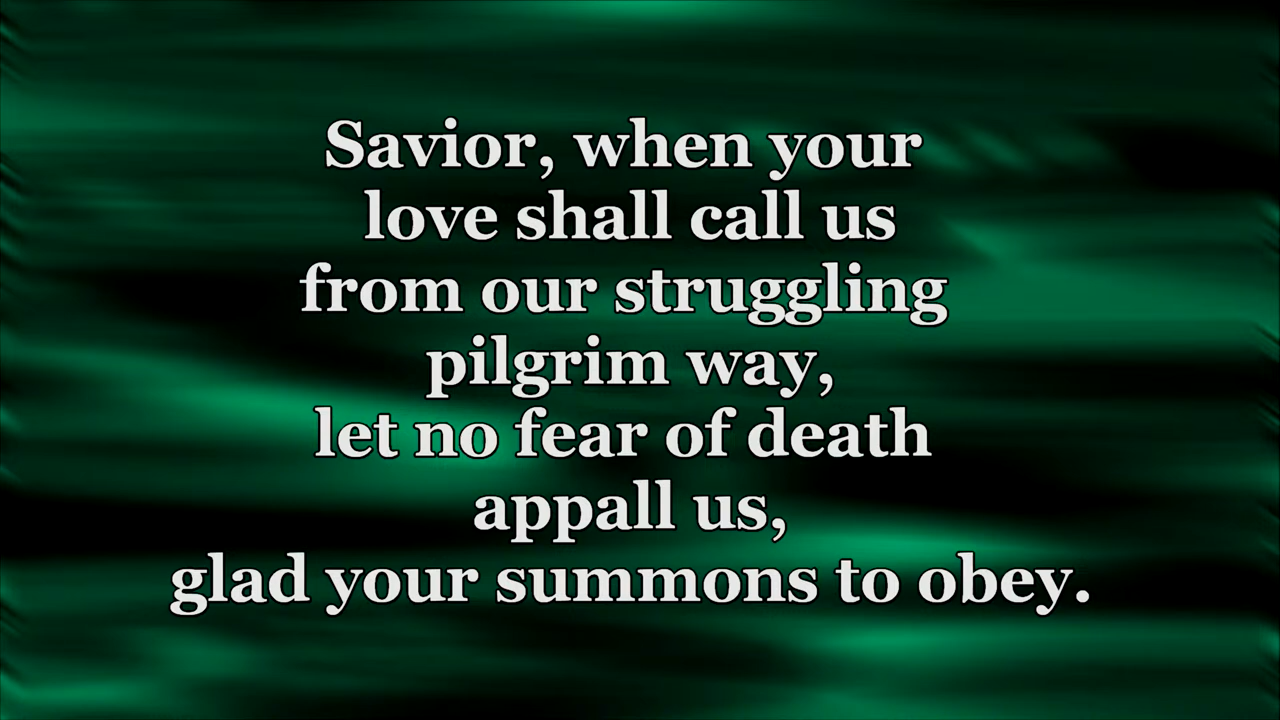 Savior, when your
love shall call us
from our struggling
pilgrim way,
let no fear of death
appall us,
glad your summons to obey.